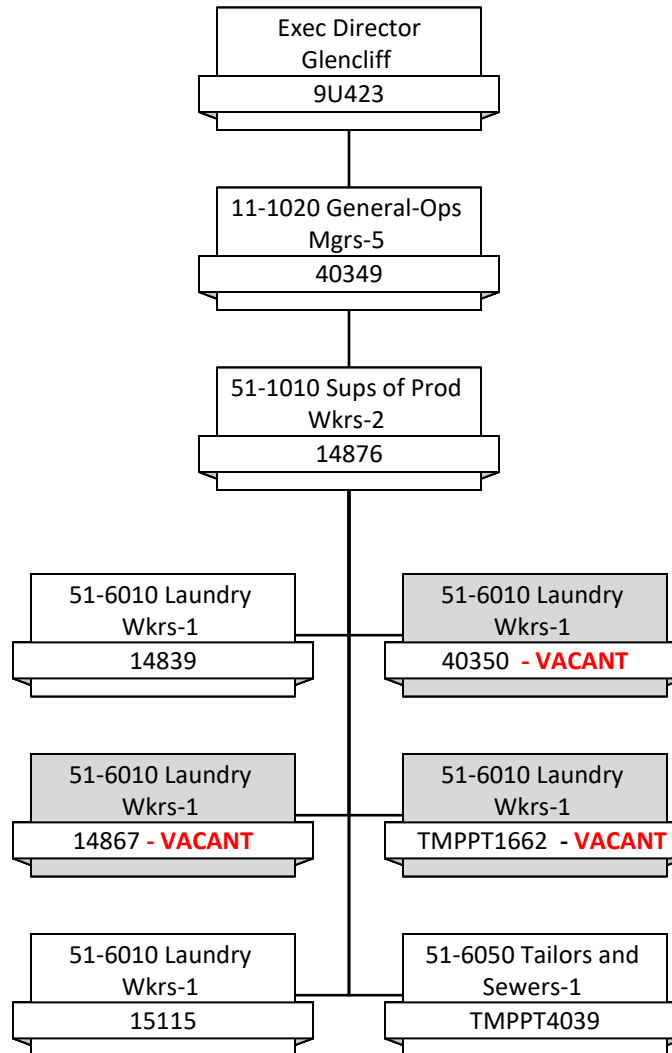 Exec Director
Glencliff
9U423
11-1020 General-Ops
Mgrs-5
40349
51-1010 Sups of Prod
Wkrs-2
14876
51-6010 Laundry
Wkrs-1
14839
51-6010 Laundry
Wkrs-1
40350 - VACANT
51-6010 Laundry
Wkrs-1
14867 - VACANT
51-6010 Laundry
Wkrs-1
TMPPT1662 - VACANT
51-6010 Laundry
Wkrs-1
15115
51-6050 Tailors and
Sewers-1
TMPPT4039